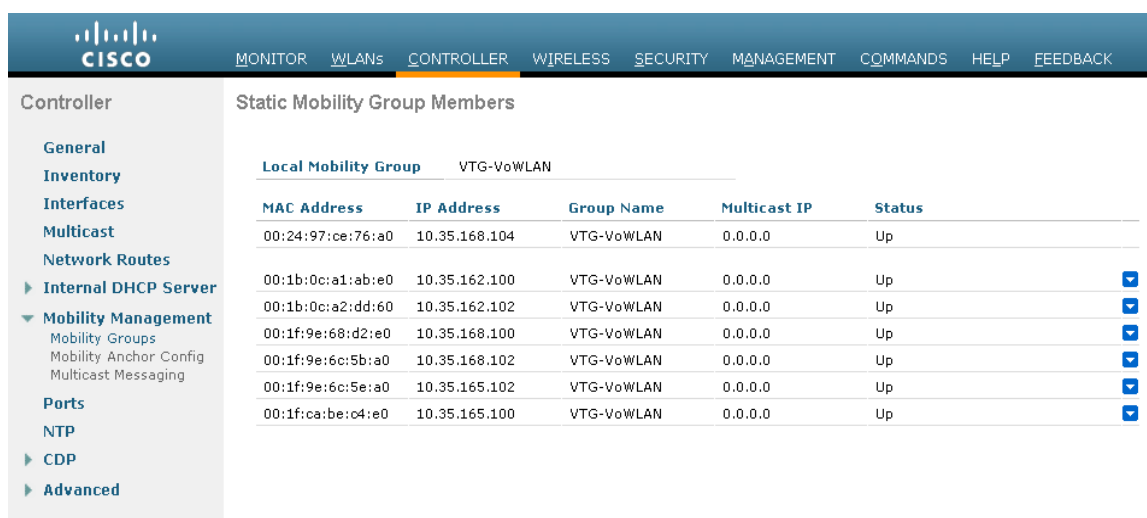 CISCO
MONITOR WLANs CONTROLLER WIRELESS SECURITY MANAGEMENT COMMANDS HELP FEEDBACK
Controller
General
Inventory
Interfaces
Multicast
Network Routes
Internal DHCP Server
Mobility Management
Mobility Groups
Mobility Anchor Config
Multicast Messaging
Ports
NTP
CDP
Advanced
Static Mobility Group Members
Local Mobility Group VTG-VoWLAN
MAC Address IP Address Group Name Multicast IP Status
00:24:97:ce:76:a0 10.35.168.104 VTG-VoWLAN 0.0.0.0 Up
00:1b:0c:a1:ab:e0 10.35.162.100 VTG-VoWLAN 0.0.0.0 Up
00:1b:0c:a2:dd:60 10.35.162.102 VTG-VoWLAN 0.0.0.0 Up
00:1f:9e:68:d2:e0 10.35.168.100 VTG-VoWLAN 0.0.0.0 Up
00:1f:9e:6c:5b:a0 10.35.168.102 VTG-VoWLAN 0.0.0.0 Up
00:1f:9e:6c:5e:a0 10.35.165.102 VTG-VoWLAN 0.0.0.0 Up
00:1f:ca:be:c4:e0 10.35.165.100 VTG-VoWLAN 0.0.0.0 Up